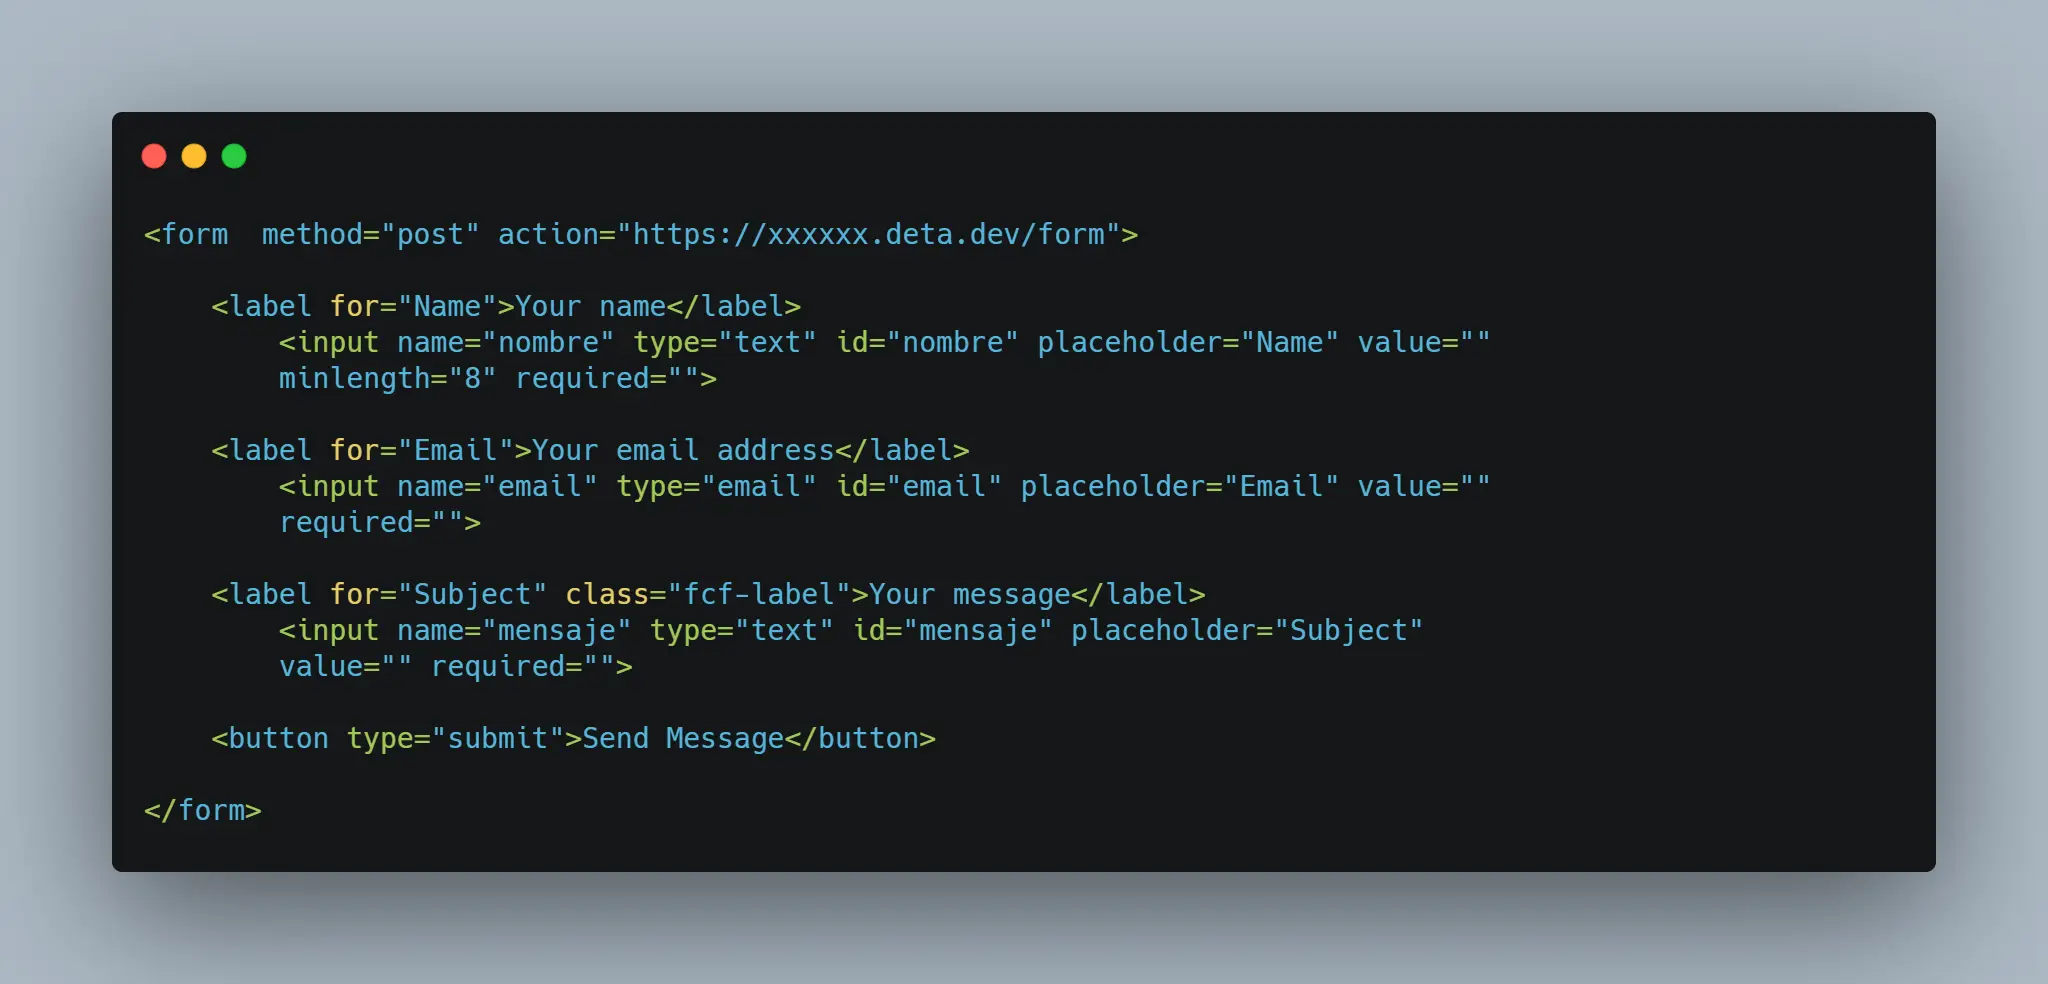 <form  method="post" action="https://xxxxxx.deta.dev/form">
<label for="Name">Your name</label>
<input name="nombre" type="text" id="nombre" placeholder="Name" value=""
minlength="8" required="">
<label for="Email">Your email address</label>
<input name="email" type="email" id="email" placeholder="Email" value=""
required="">
<label for="Subject" class="fcf-label">Your message</label>
<input name="mensaje" type="text" id="mensaje" placeholder="Subject"
value="" required="">
<button type="submit">Send Message</button>
</form>